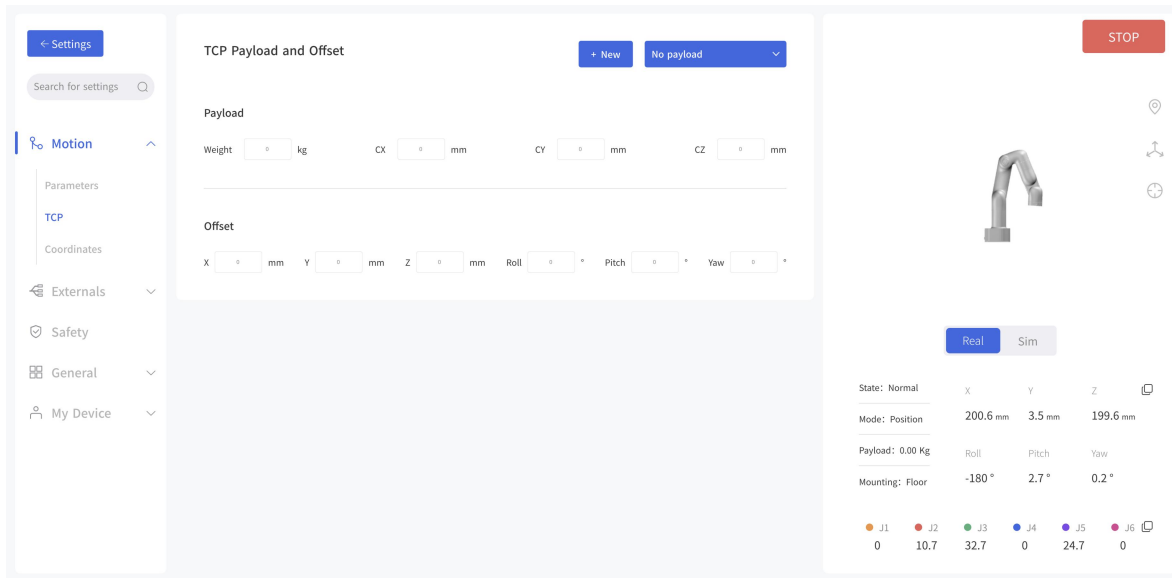 ← Settings
Search for settings
Motion
Parameters
TCP
Coordinates
Externals
Safety
General
My Device
TCP Payload and Offset
+ New
No payload
Payload
Weight 0 kg CX 0 mm CY 0 mm CZ 0 mm
Offset
X 0 mm Y 0 mm Z 0 mm Roll 0 ° Pitch 0 ° Yaw 0 °
STOP
Real Sim
State: Normal
Mode: Position
Payload: 0.00 Kg
Mounting: Floor
X Y Z
200.6 mm 3.5 mm 199.6 mm
Roll Pitch Yaw
-180 ° 2.7 ° 0.2 °
J1 J2 J3 J4 J5 J6
0 10.7 32.7 0 24.7 0